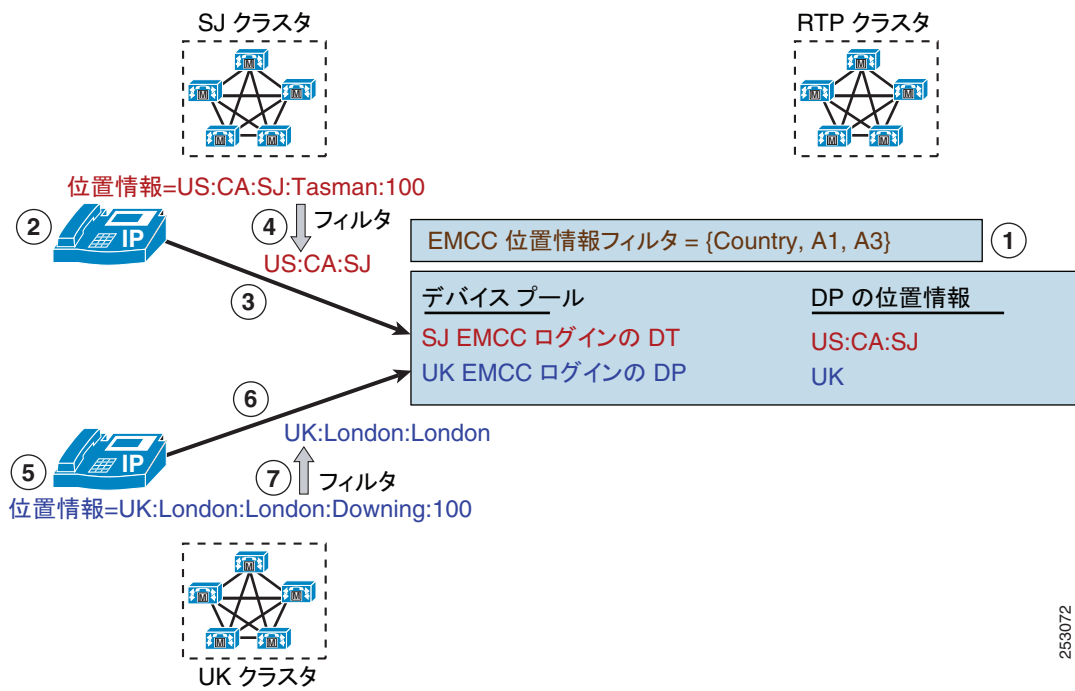 SJ クラスタ
RTP クラスタ
M
M
M
M
M
M
M
M
M
M
位置情報=US:CA:SJ:Tasman:100
2
IP
4
フィルタ
US:CA:SJ
3
EMCC 位置情報フィルタ = {Country, A1, A3}
1
デバイス プール
DP の位置情報
SJ EMCC ログインの DT
US:CA:SJ
UK EMCC ログインの DP
UK
6
UK:London:London
5
IP
7
フィルタ
位置情報=UK:London:London:Downing:100
M
M
M
M
M
UK クラスタ
253072